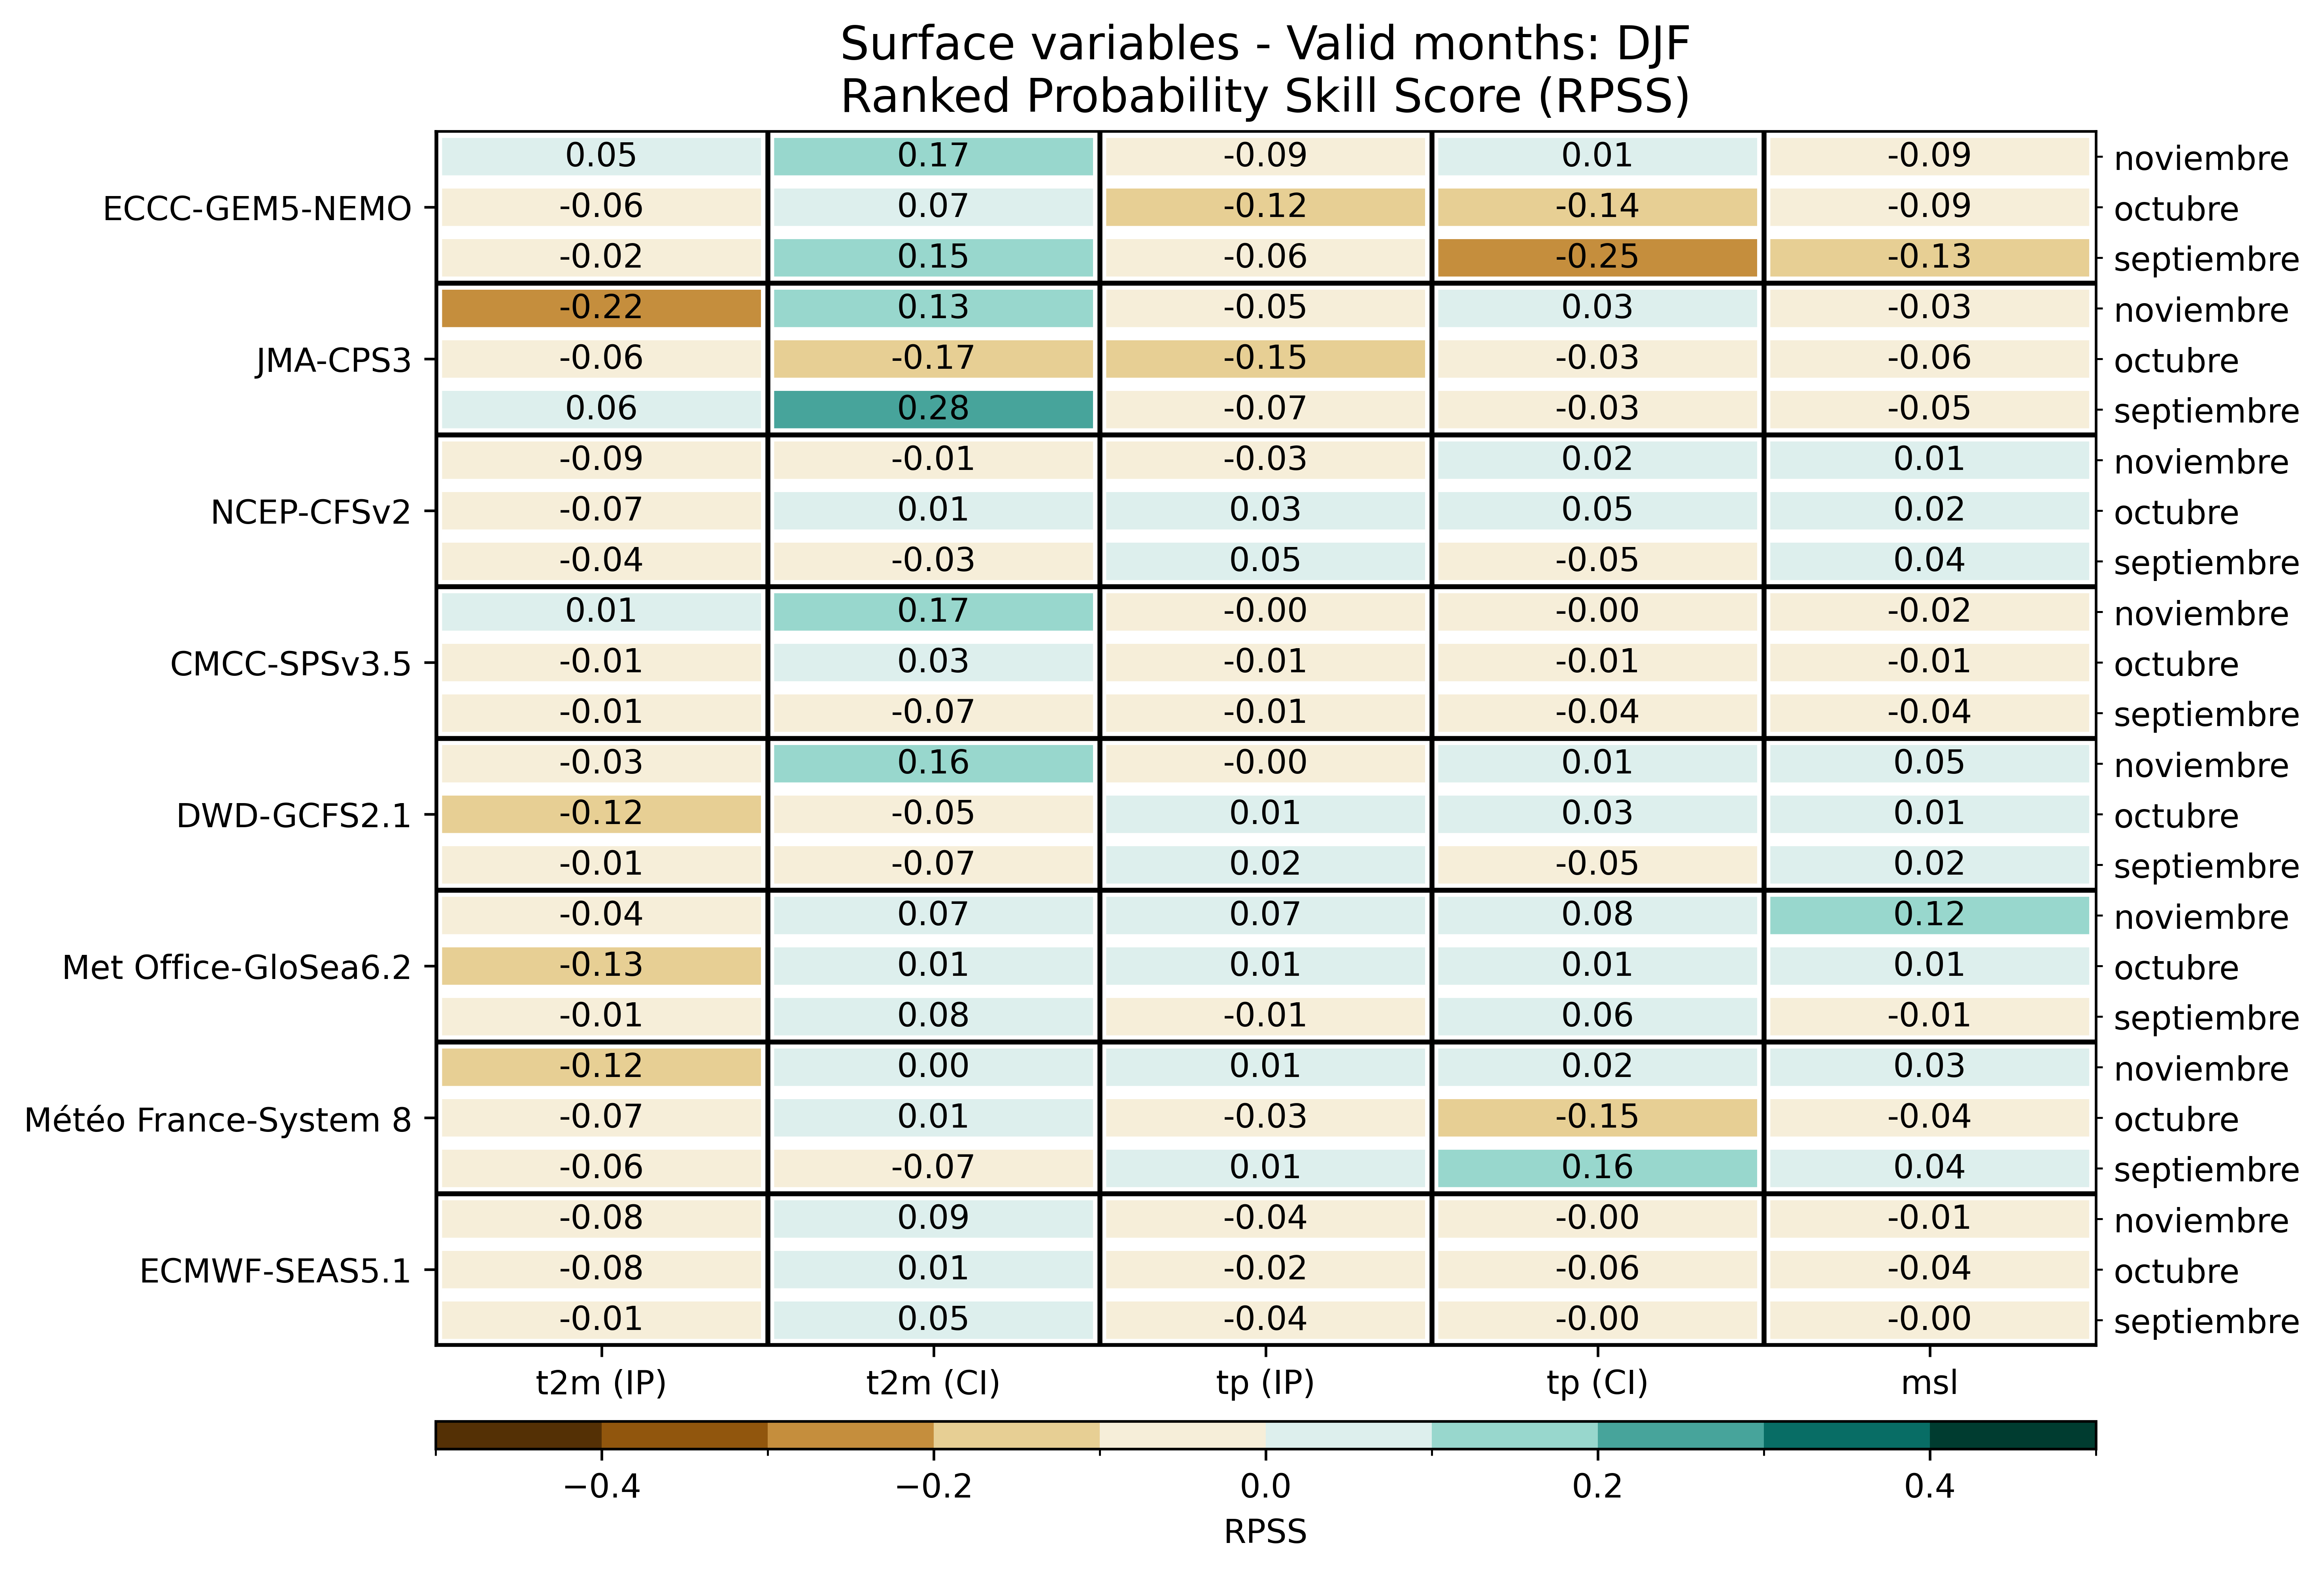 Surface variables - Valid months: DJF
Ranked Probability Skill Score (RPSS)
0.05 0.17 -0.09 0.01 -0.09 noviembre
ECCC-GEM5-NEMO -0.06 0.07 -0.12 -0.14 -0.09 octubre
-0.02 0.15 -0.06 -0.25 -0.13 septiembre
-0.22 0.13 -0.05 0.03 -0.03 noviembre
JMA-CPS3 -0.06 -0.17 -0.15 -0.03 -0.06 octubre
0.06 0.28 -0.07 -0.03 -0.05 septiembre
-0.09 -0.01 -0.03 0.02 0.01 noviembre
NCEP-CFSv2 -0.07 0.01 0.03 0.05 0.02 octubre
-0.04 -0.03 0.05 -0.05 0.04 septiembre
0.01 0.17 -0.00 -0.00 -0.02 noviembre
CMCC-SPSv3.5 -0.01 0.03 -0.01 -0.01 -0.01 octubre
-0.01 -0.07 -0.01 -0.04 -0.04 septiembre
-0.03 0.16 -0.00 0.01 0.05 noviembre
DWD-GCFS2.1 -0.12 -0.05 0.01 0.03 0.01 octubre
-0.01 -0.07 0.02 -0.05 0.02 septiembre
-0.04 0.07 0.07 0.08 0.12 noviembre
Met Office-GloSea6.2 -0.13 0.01 0.01 0.01 0.01 octubre
-0.01 0.08 -0.01 0.06 -0.01 septiembre
-0.12 0.00 0.01 0.02 0.03 noviembre
Météo France-System 8 -0.07 0.01 -0.03 -0.15 -0.04 octubre
-0.06 -0.07 0.01 0.16 0.04 septiembre
-0.08 0.09 -0.04 -0.00 -0.01 noviembre
ECMWF-SEAS5.1 -0.08 0.01 -0.02 -0.06 -0.04 octubre
-0.01 0.05 -0.04 -0.00 -0.00 septiembre
t2m (IP) t2m (CI) tp (IP) tp (CI) msl
−0.4 −0.2 0.0 0.2 0.4
RPSS